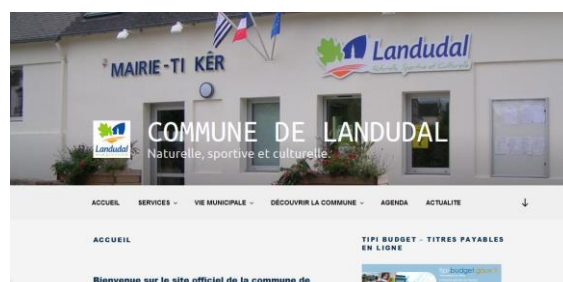 MAIRIE-TI KÊR
Landudal
Naturelle, Sportive et Culturelle
Landudal
COMMUNE DE LANDUDAL
Naturelle, sportive et culturelle.
ACCUEIL SERVICES VIE MUNICIPALE DÉCOUVRIR LA COMMUNE AGENDA ACTUALITE
ACCUEIL
TIPI BUDGET – TITRES PAYABLES
EN LIGNE
Bienvenue sur le site officiel de la commune de
tipi.budget.gouv.fr